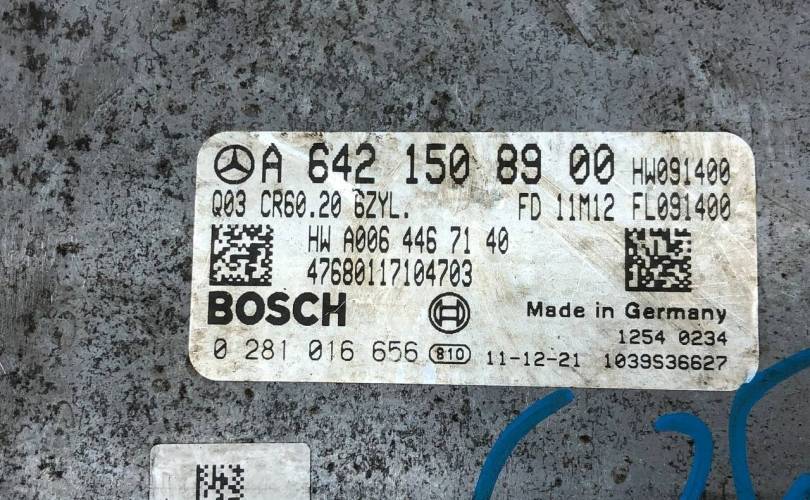 A 642 150 89 00 HW091400
Q03 CR60.20 6ZYL. FD 11M12 FL091400
HW A006 446 71 40
47680117104703
BOSCH Made in Germany
1254 0234
0 281 016 656 810 11-12-21 1039S36627